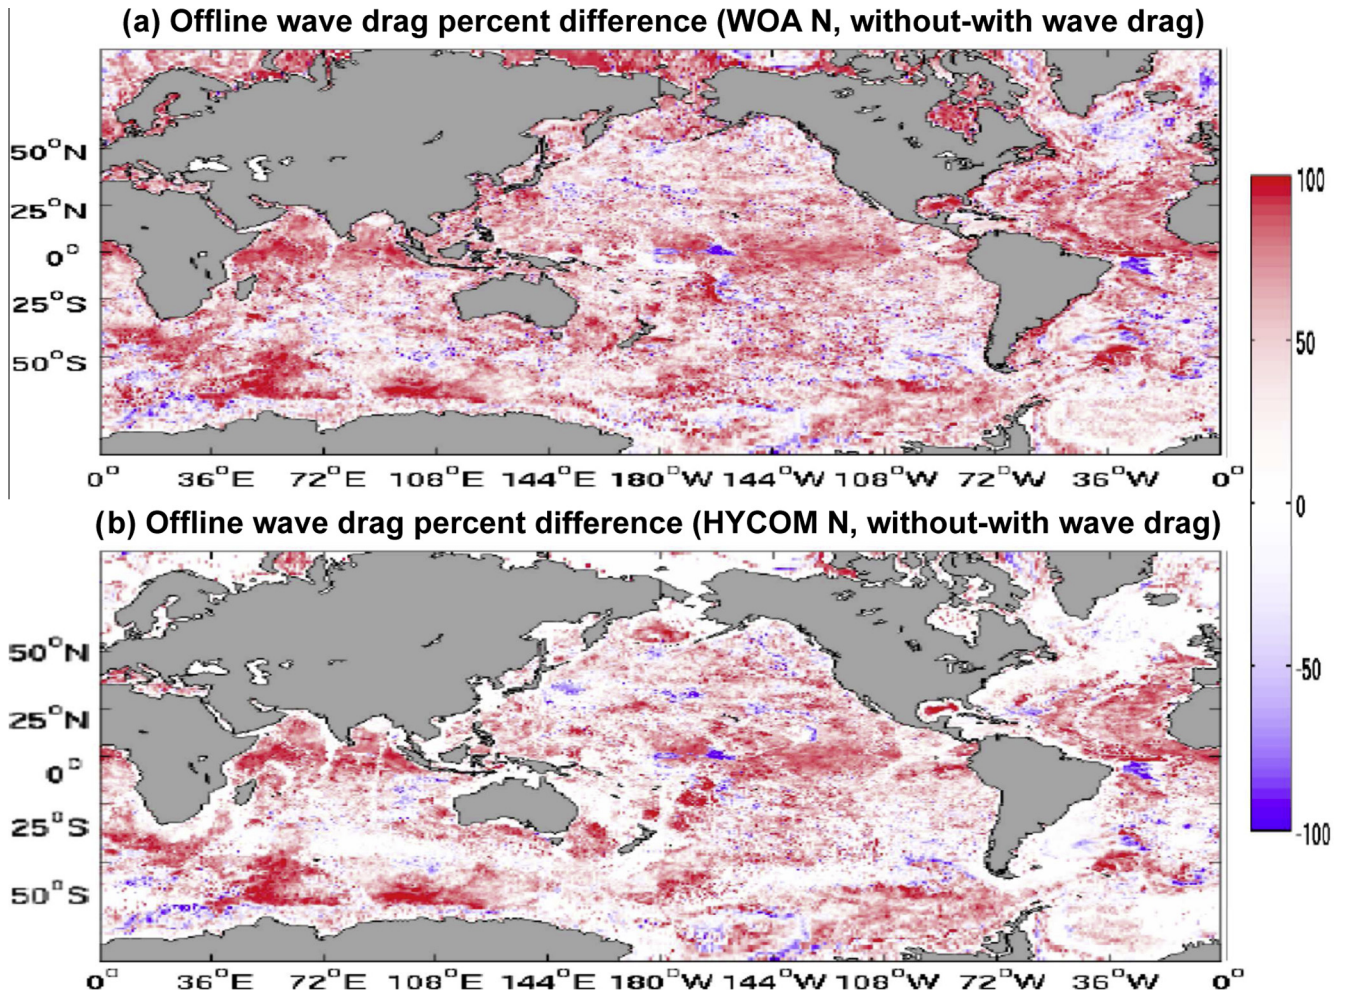 (a) Offline wave drag percent difference (WOA N, without-with wave drag)
50°N
25°N
0°
25°S
50°S
0° 36°E 72°E 108°E 144°E 180°W 144°W 108°W 72°W 36°W 0°
(b) Offline wave drag percent difference (HYCOM N, without-with wave drag)
50°N
25°N
0°
25°S
50°S
0° 36°E 72°E 108°E 144°E 180°W 144°W 108°W 72°W 36°W 0°
100
50
0
-50
-100